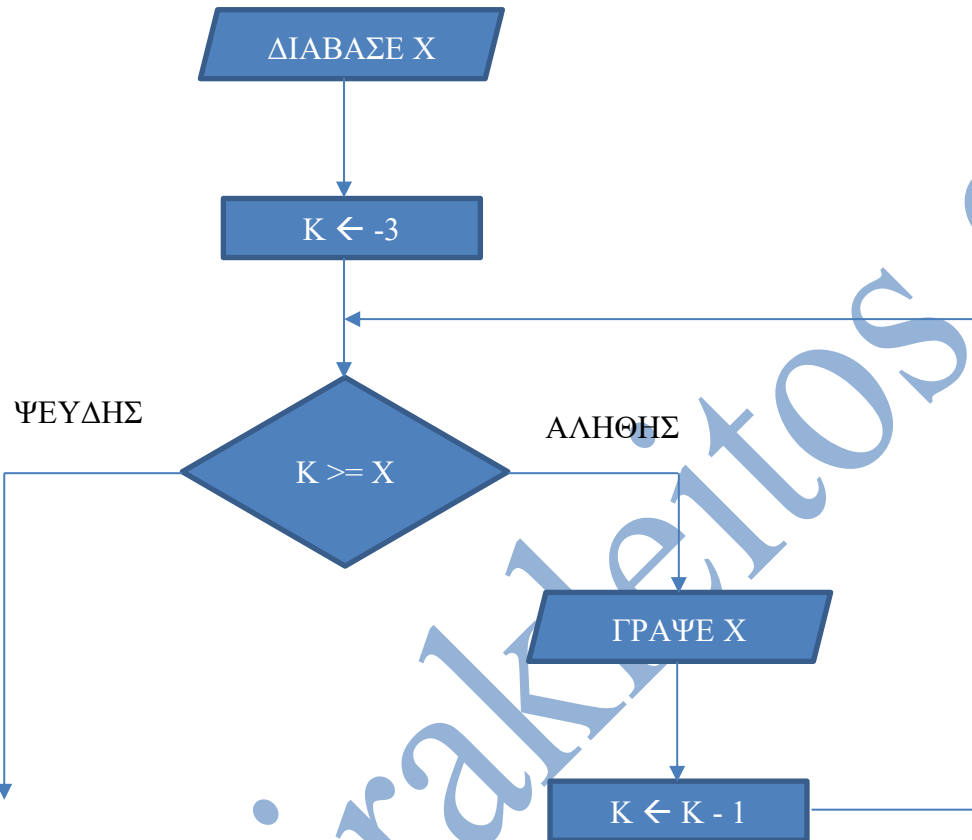 ΔΙΑΒΑΣΕ Χ
Κ ← -3
ΨΕΥΔΗΣ
ΑΛΗΘΗΣ
Κ >= Χ
ΓΡΑΨΕ Χ
Κ ← Κ - 1